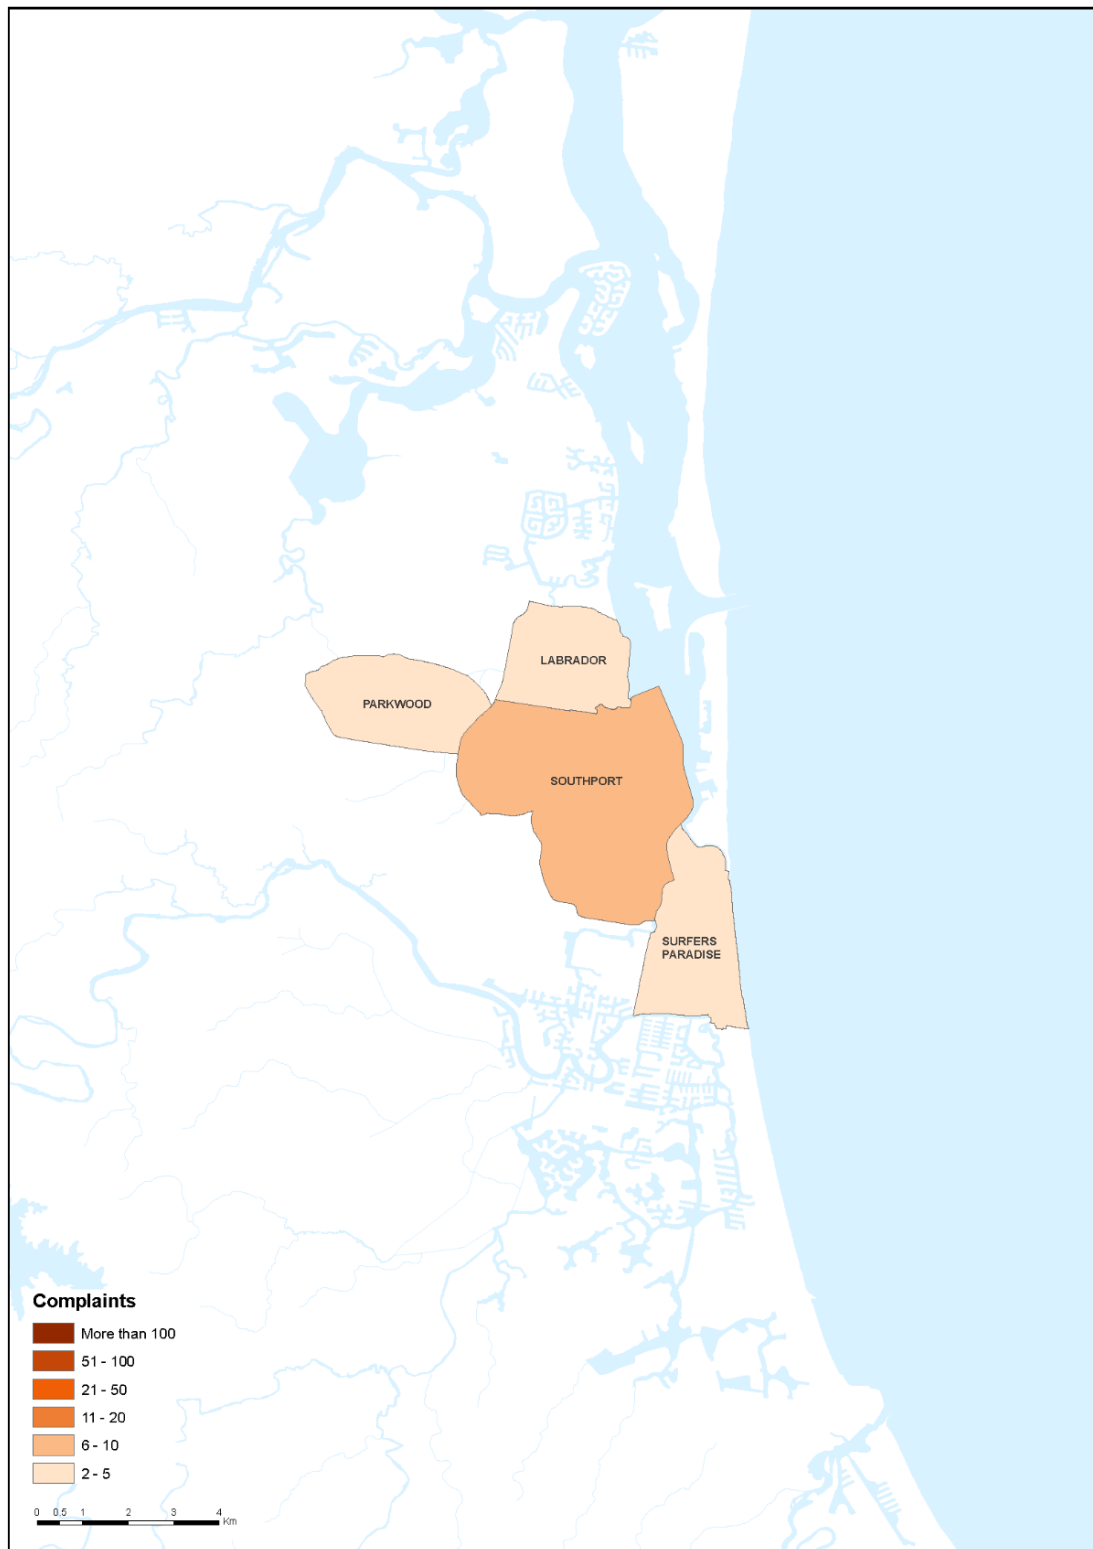 LABRADOR
PARKWOOD
SOUTHPORT
SURFERS
PARADISE
Complaints
More than 100
51 - 100
21 - 50
11 - 20
6 - 10
2 - 5
0 0.5 1 2 3 4
Km